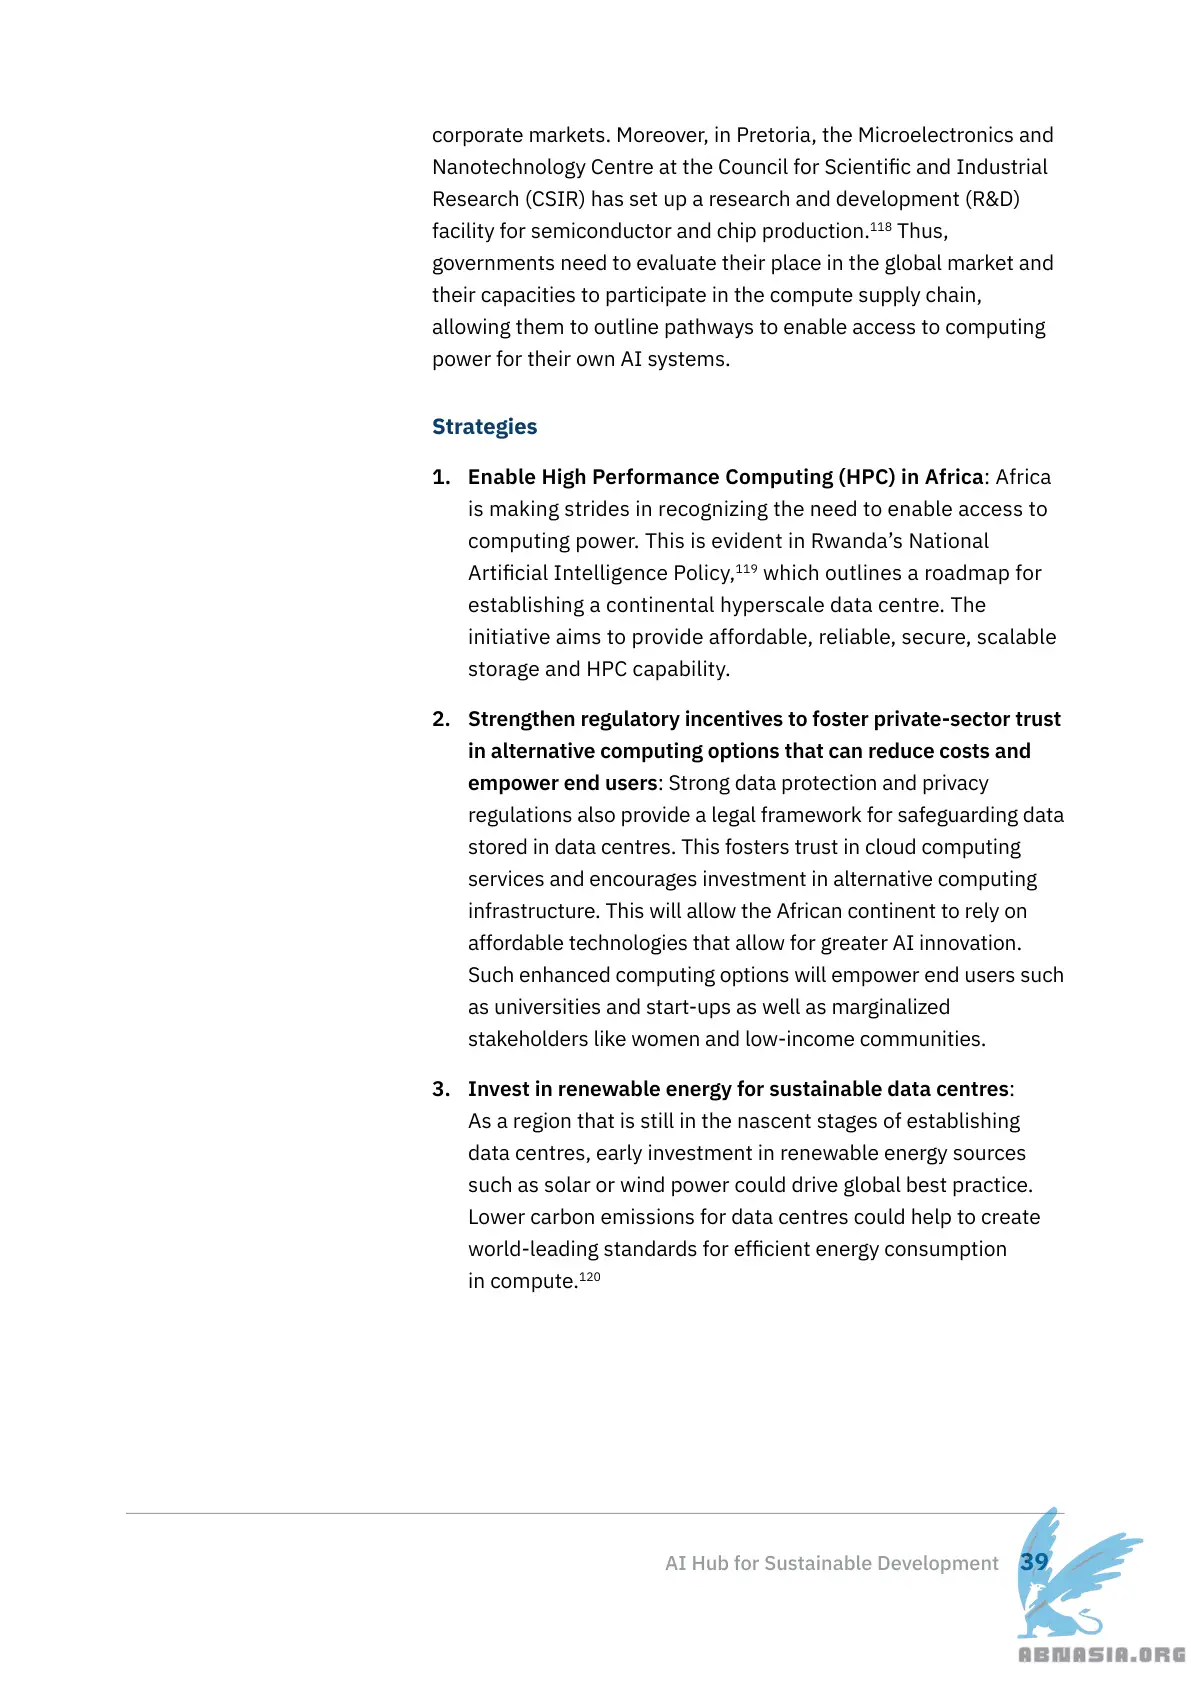 corporate markets. Moreover, in Pretoria, the Microelectronics and
Nanotechnology Centre at the Council for Scientific and Industrial
Research (CSIR) has set up a research and development (R&D)
facility for semiconductor and chip production.118 Thus,
governments need to evaluate their place in the global market and
their capacities to participate in the compute supply chain,
allowing them to outline pathways to enable access to computing
power for their own AI systems.
Strategies
1. Enable High Performance Computing (HPC) in Africa: Africa
is making strides in recognizing the need to enable access to
computing power. This is evident in Rwanda’s National
Artificial Intelligence Policy,119 which outlines a roadmap for
establishing a continental hyperscale data centre. The
initiative aims to provide affordable, reliable, secure, scalable
storage and HPC capability.
2. Strengthen regulatory incentives to foster private-sector trust
in alternative computing options that can reduce costs and
empower end users: Strong data protection and privacy
regulations also provide a legal framework for safeguarding data
stored in data centres. This fosters trust in cloud computing
services and encourages investment in alternative computing
infrastructure. This will allow the African continent to rely on
affordable technologies that allow for greater AI innovation.
Such enhanced computing options will empower end users such
as universities and start-ups as well as marginalized
stakeholders like women and low-income communities.
3. Invest in renewable energy for sustainable data centres:
As a region that is still in the nascent stages of establishing
data centres, early investment in renewable energy sources
such as solar or wind power could drive global best practice.
Lower carbon emissions for data centres could help to create
world-leading standards for efficient energy consumption
in compute.120
AI Hub for Sustainable Development 39
ABNASIA.ORG